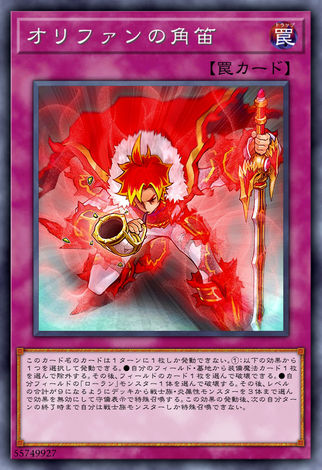 オリファンの角笛
トラップ
罠
【罠カード】
このカード名のカードは1ターンに1枚しか発動できない。①:以下の効果から
1つを選択して発動できる。●自分のフィールド・墓地から装備魔法カード1枚
を選んで除外する。その後、フィールドのカード1枚を選んで破壊できる。●自
分フィールドの「ローラン」モンスター1体を選んで破壊する。その後、レベル
の合計が9になるようにデッキから戦士族・炎属性モンスターを3体まで選ん
で効果を無効にして守備表示で特殊召喚する。この効果の発動後、次の自分ター
ンの終了時まで自分は戦士族モンスターしか特殊召喚できない。
55749927